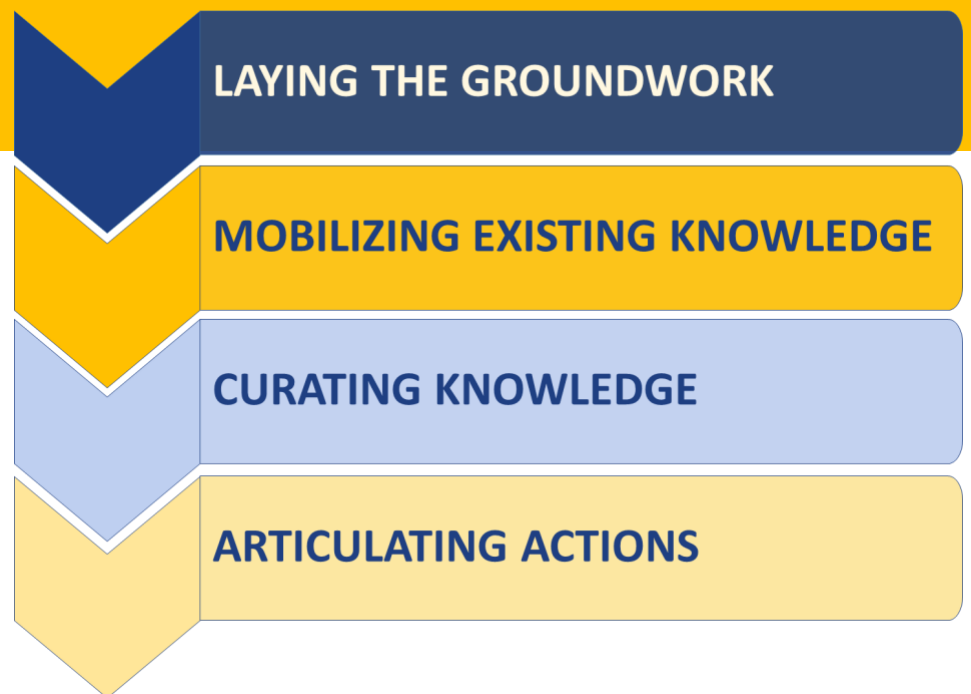 LAYING THE GROUNDWORK
MOBILIZING EXISTING KNOWLEDGE
CURATING KNOWLEDGE
ARTICULATING ACTIONS